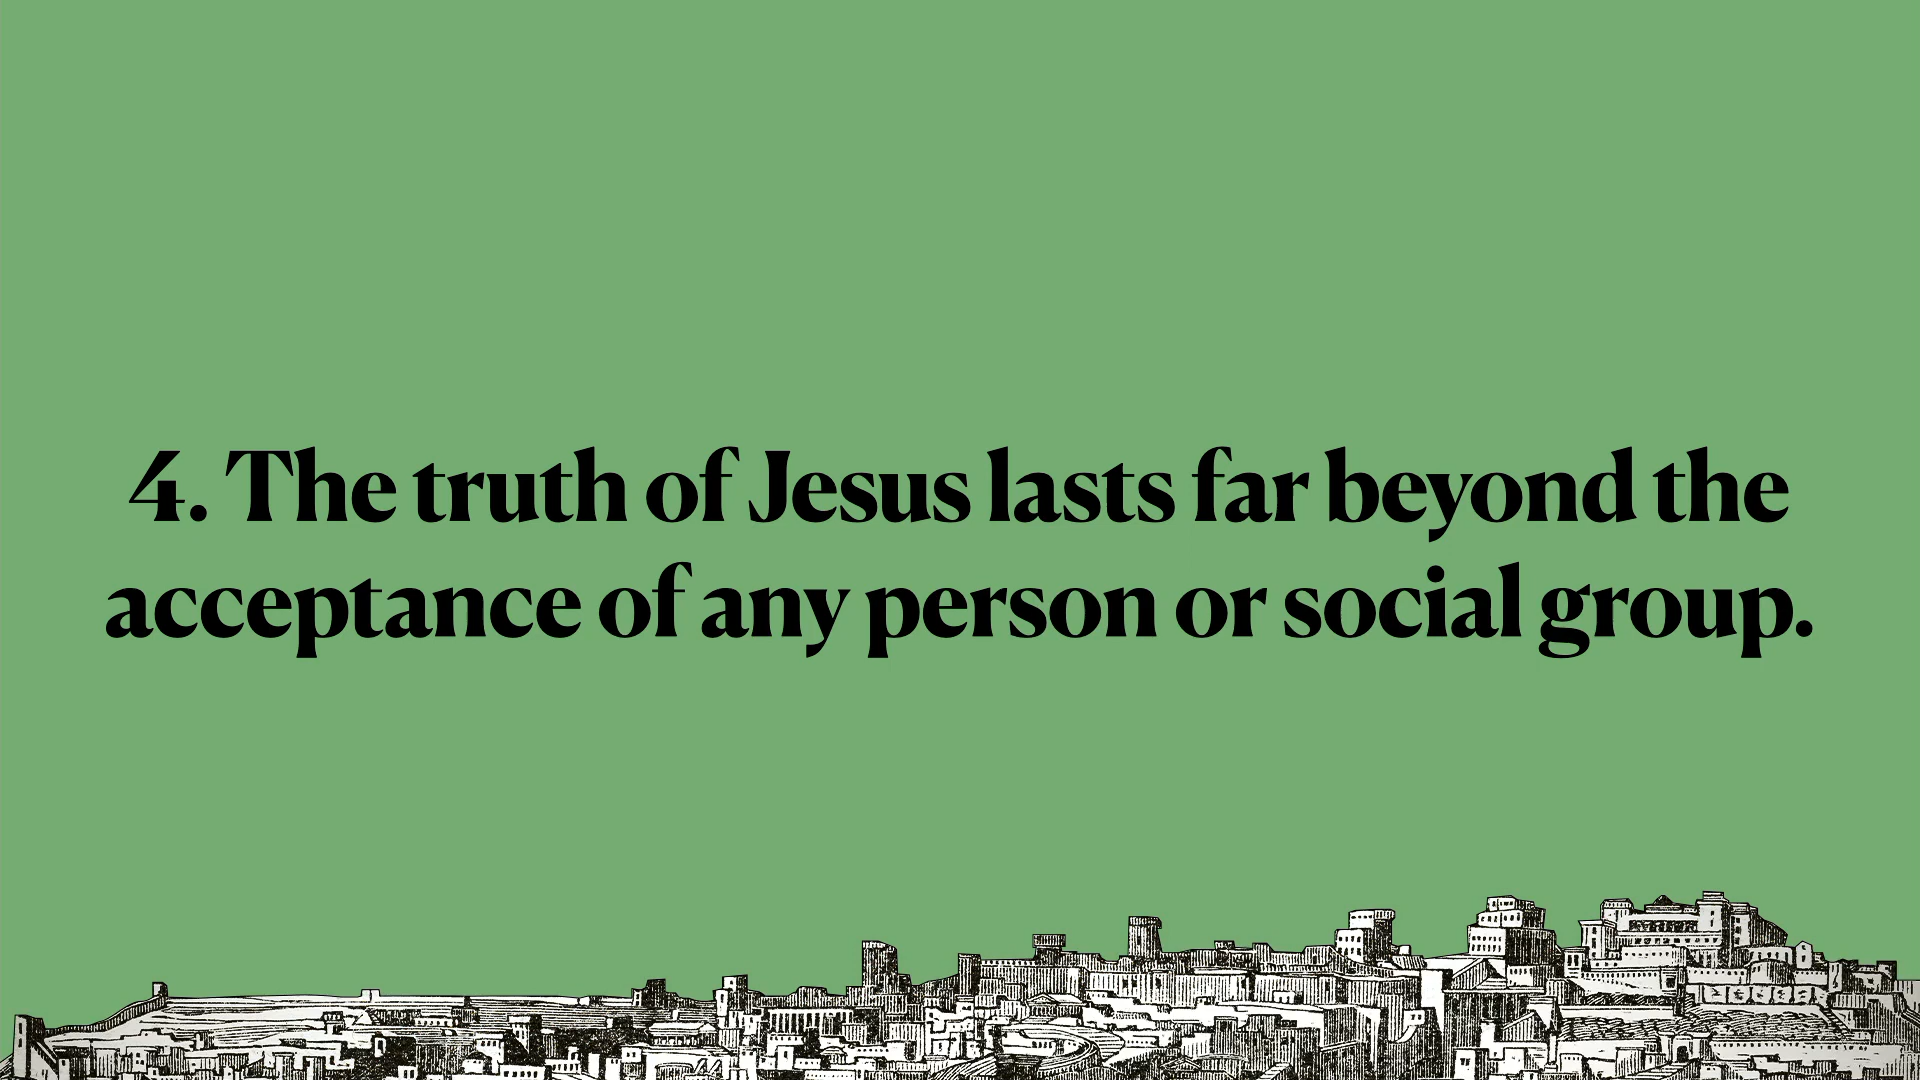 4. The truth of Jesus lasts far beyond the
acceptance of any person or social group.